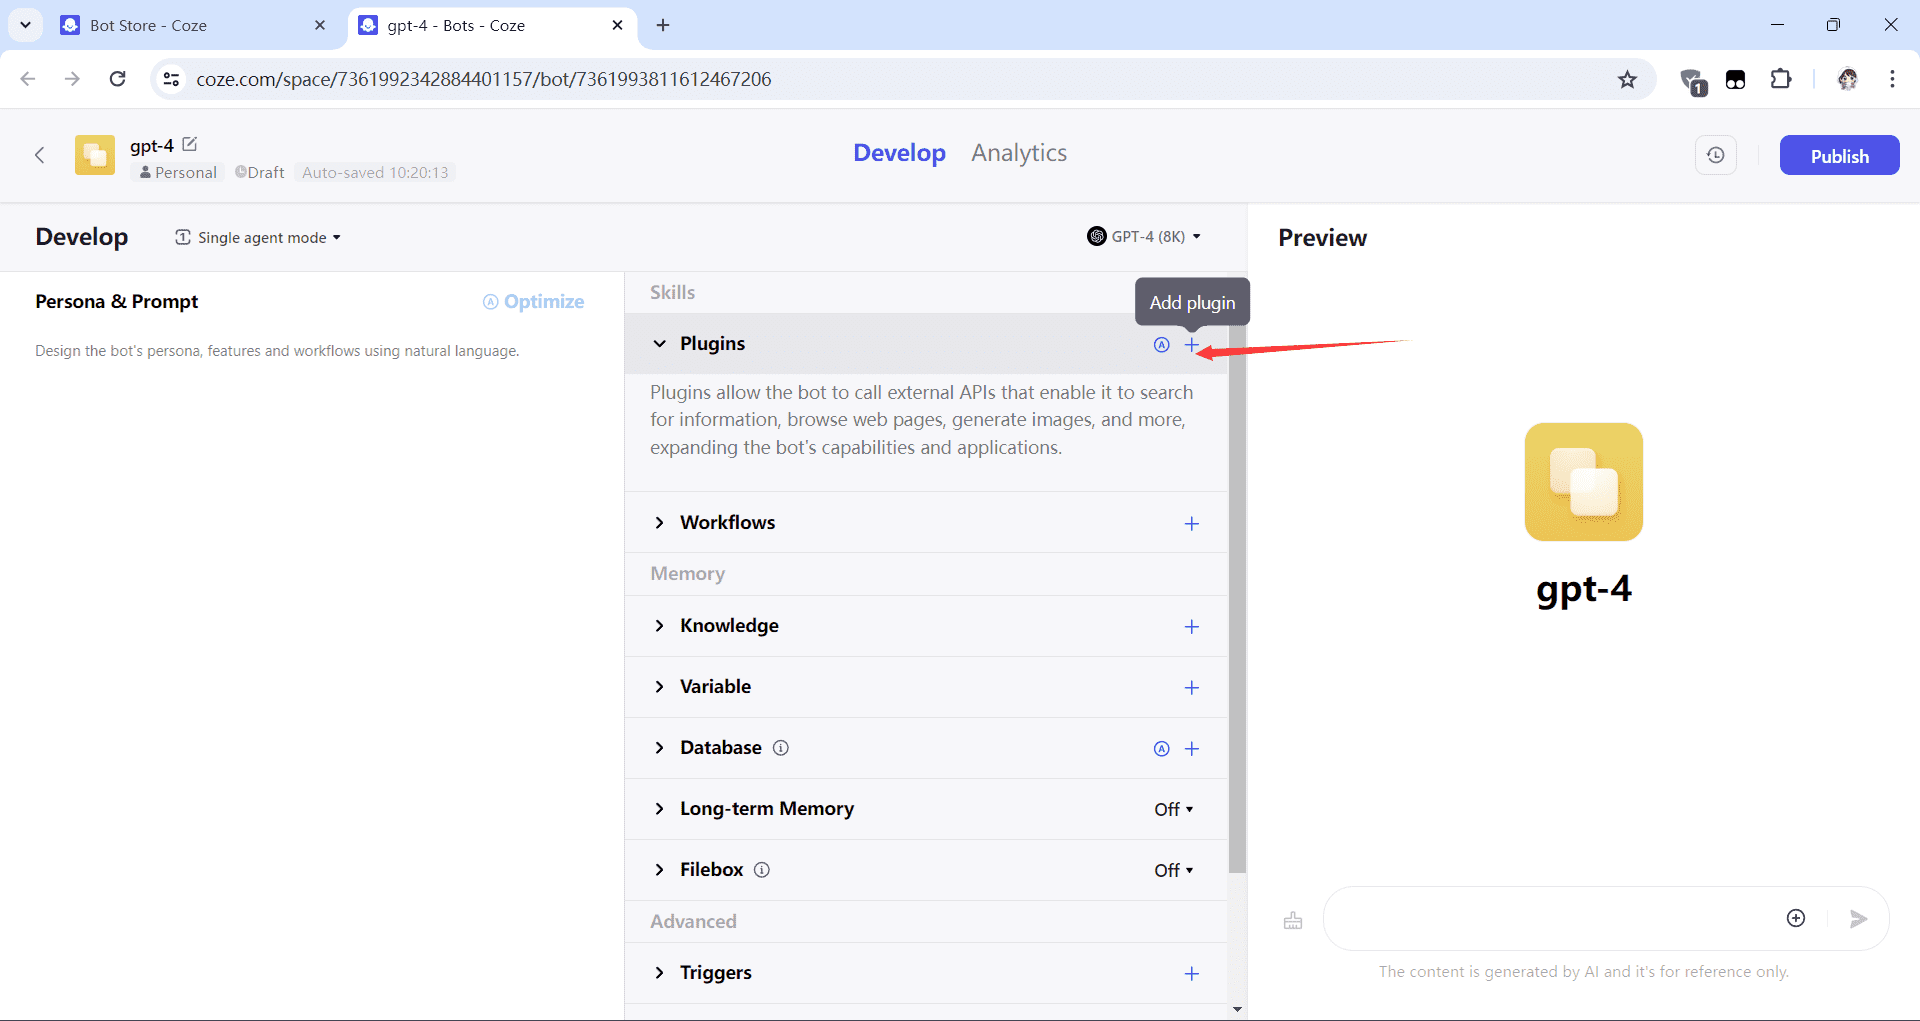 Bot Store - Coze
gpt-4 - Bots - Coze
coze.com/space/7361992342884401157/bot/7361993811612467206
1
gpt-4
Personal
Draft
Auto-saved 10:20:13
Develop
Analytics
Publish
Develop
1
Single agent mode
GPT-4 (8K)
Preview
Persona & Prompt
A
Optimize
Design the bot's persona, features and workflows using natural language.
Skills
Add plugin
Plugins
A
Plugins allow the bot to call external APIs that enable it to search
for information, browse web pages, generate images, and more,
expanding the bot's capabilities and applications.
Workflows
Memory
Knowledge
Variable
Database
A
Long-term Memory
Off
Filebox
Off
Advanced
Triggers
gpt-4
The content is generated by AI and it's for reference only.